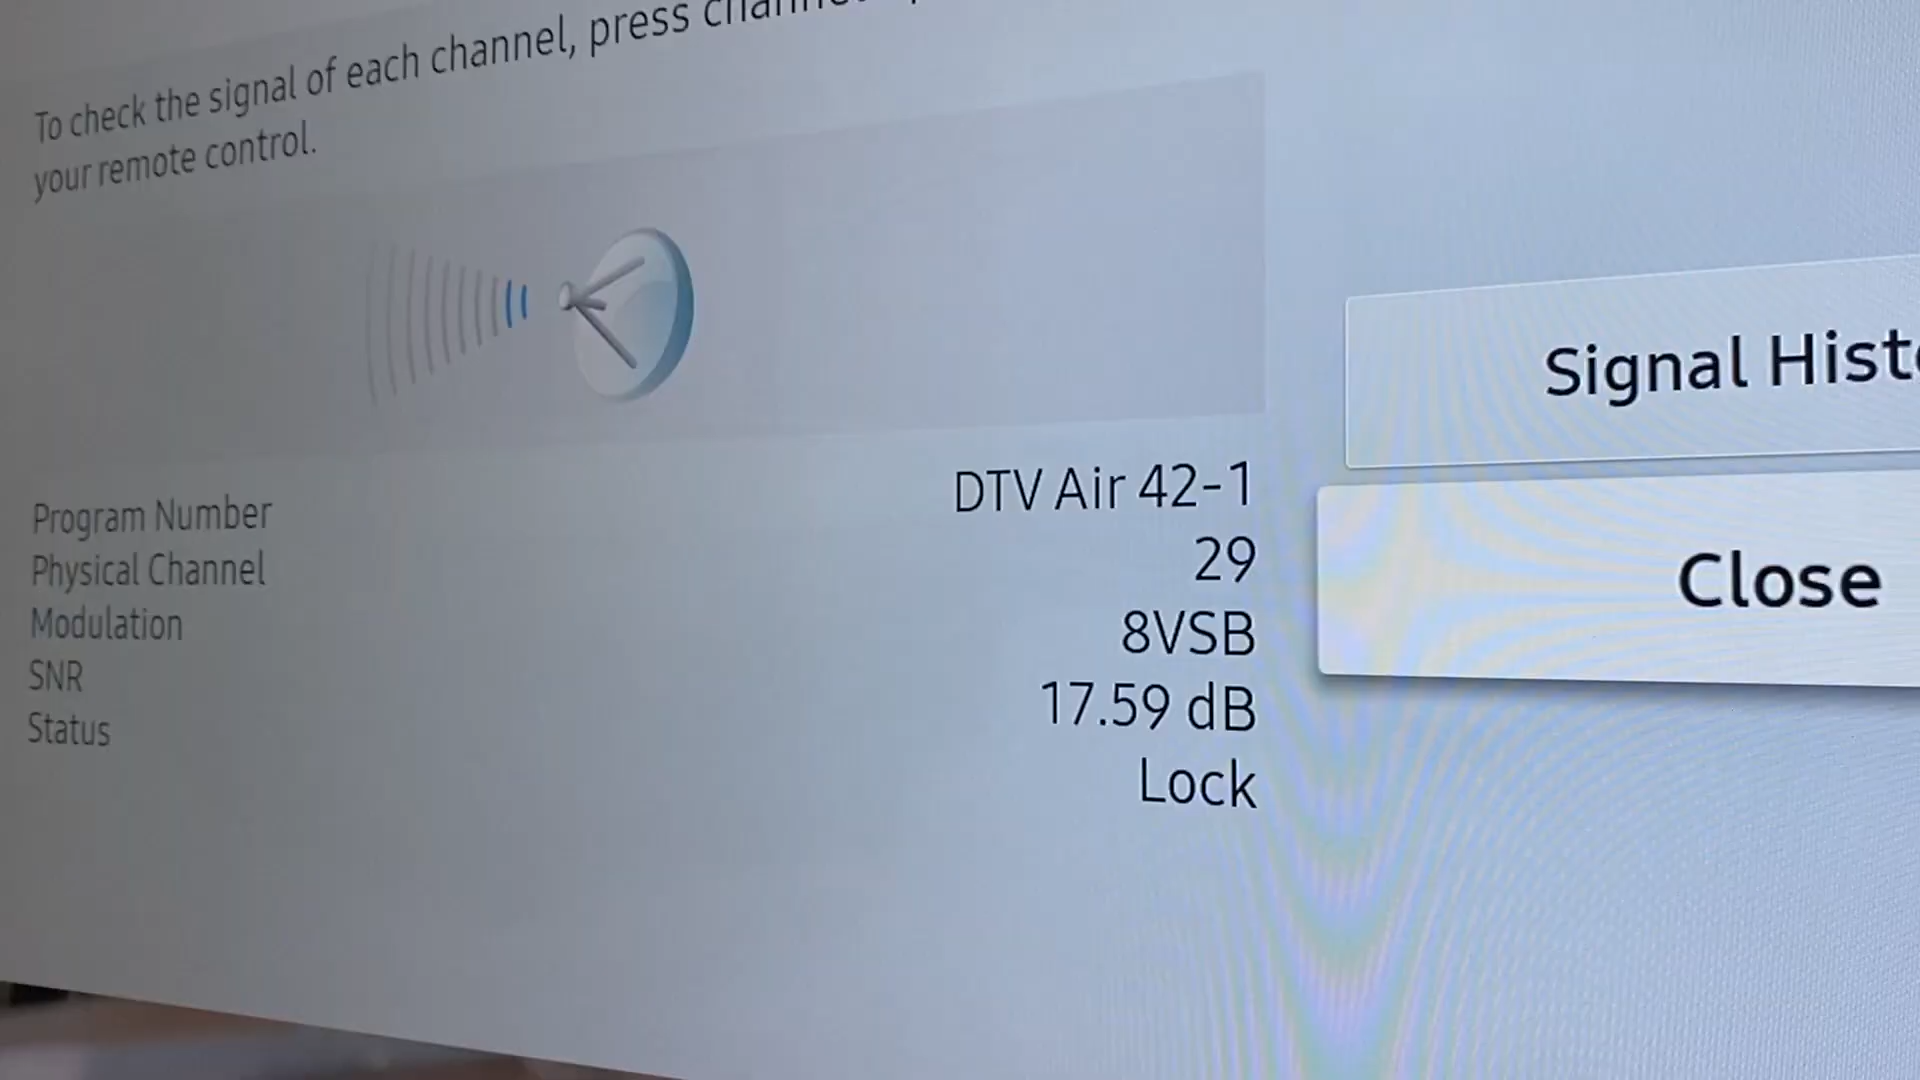 To check the signal of each channel, press
your remote control.
Signal
Close
Program Number DTV Air 42-1
Physical Channel 29
Modulation 8VSB
SNR 17.59 dB
Status Lock